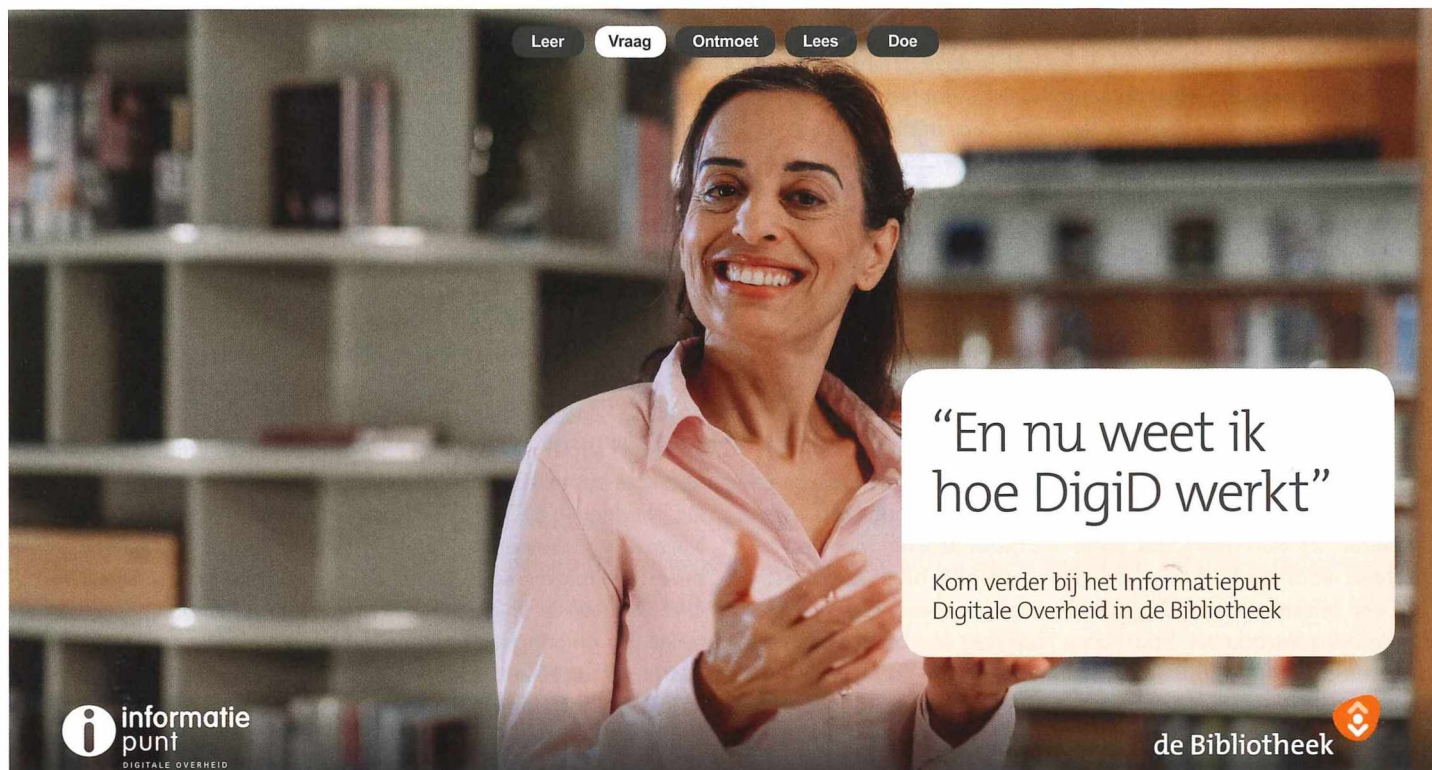 Leer Vraag Ontmoet Lees Doe
“En nu weet ik
hoe DigiD werkt”
Kom verder bij het Informatiepunt
Digitale Overheid in de Bibliotheek
i informatie
punt
DIGITALE OVERHEID
de Bibliotheek